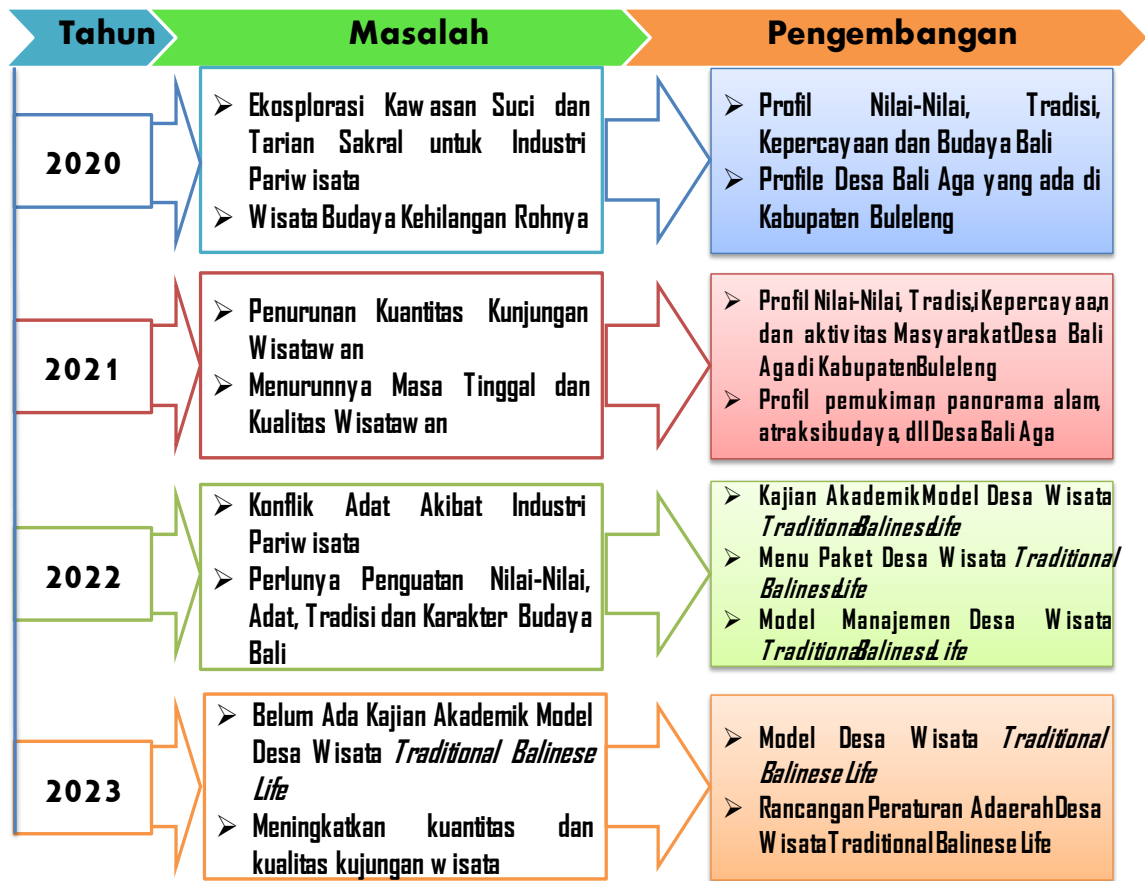 Tahun
Masalah
Pengembangan
2020
➢ Ekosplorasi Kawasan Suci dan
Tarian Sakral untuk Industri
Pariwisata
➢ Wisata Budaya Kehilangan Rohnya
➢ Profil Nilai-Nilai, Tradisi,
Kepercayaan dan Budaya Bali
➢ Profile Desa Bali Aga yang ada di
Kabupaten Buleleng
2021
➢ Penurunan Kuantitas Kunjungan
Wisatawan
➢ Menurunnya Masa Tinggal dan
Kualitas Wisatawan
➢ Profil Nilai-Nilai, Tradisi, Kepercayaan,
dan aktivitas Masyarakat Desa Bali
Aga di Kabupaten Buleleng
➢ Profil pemukiman, panorama alam,
atraksi budaya, dll Desa Bali Aga
2022
➢ Konflik Adat Akibat Industri
Pariwisata
➢ Perlunya Penguatan Nilai-Nilai,
Adat, Tradisi dan Karakter Budaya
Bali
➢ Kajian Akademik Model Desa Wisata
Traditional Balinese Life
➢ Menu Paket Desa Wisata Traditional
Balinese Life
➢ Model Manajemen Desa Wisata
Traditional Balinese Life
2023
➢ Belum Ada Kajian Akademik Model
Desa Wisata Traditional Balinese
Life
➢ Meningkatkan kuantitas dan
kualitas kujungan wisata
➢ Model Desa Wisata Traditional
Balinese Life
➢ Rancangan Peraturan Adaerah Desa
Wisata Traditional Balinese Life